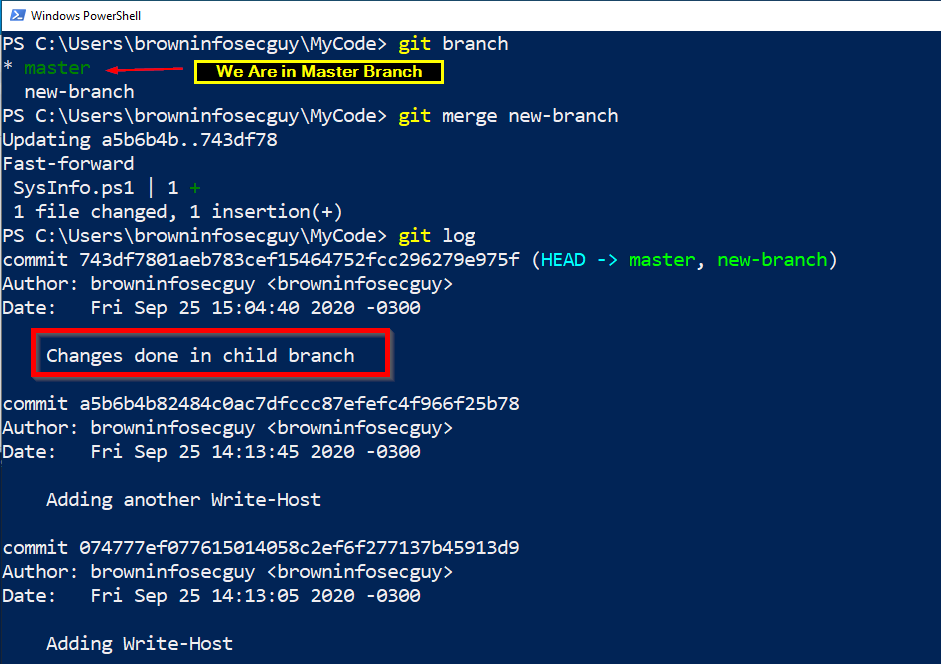 Windows PowerShell
PS C:\Users\browninfosecguy\MyCode> git branch
* master
We Are in Master Branch
new-branch
PS C:\Users\browninfosecguy\MyCode> git merge new-branch
Updating a5b6b4b..743df78
Fast-forward
SysInfo.ps1 | 1 +
1 file changed, 1 insertion(+)
PS C:\Users\browninfosecguy\MyCode> git log
commit 743df7801aeb783cef15464752fcc296279e975f (HEAD -> master, new-branch)
Author: browninfosecguy <browninfosecguy>
Date:   Fri Sep 25 15:04:40 2020 -0300
Changes done in child branch
commit a5b6b4b82484c0ac7dfccc87efefc4f966f25b78
Author: browninfosecguy <browninfosecguy>
Date:   Fri Sep 25 14:13:45 2020 -0300
Adding another Write-Host
commit 074777ef077615014058c2ef6f277137b45913d9
Author: browninfosecguy <browninfosecguy>
Date:   Fri Sep 25 14:13:05 2020 -0300
Adding Write-Host